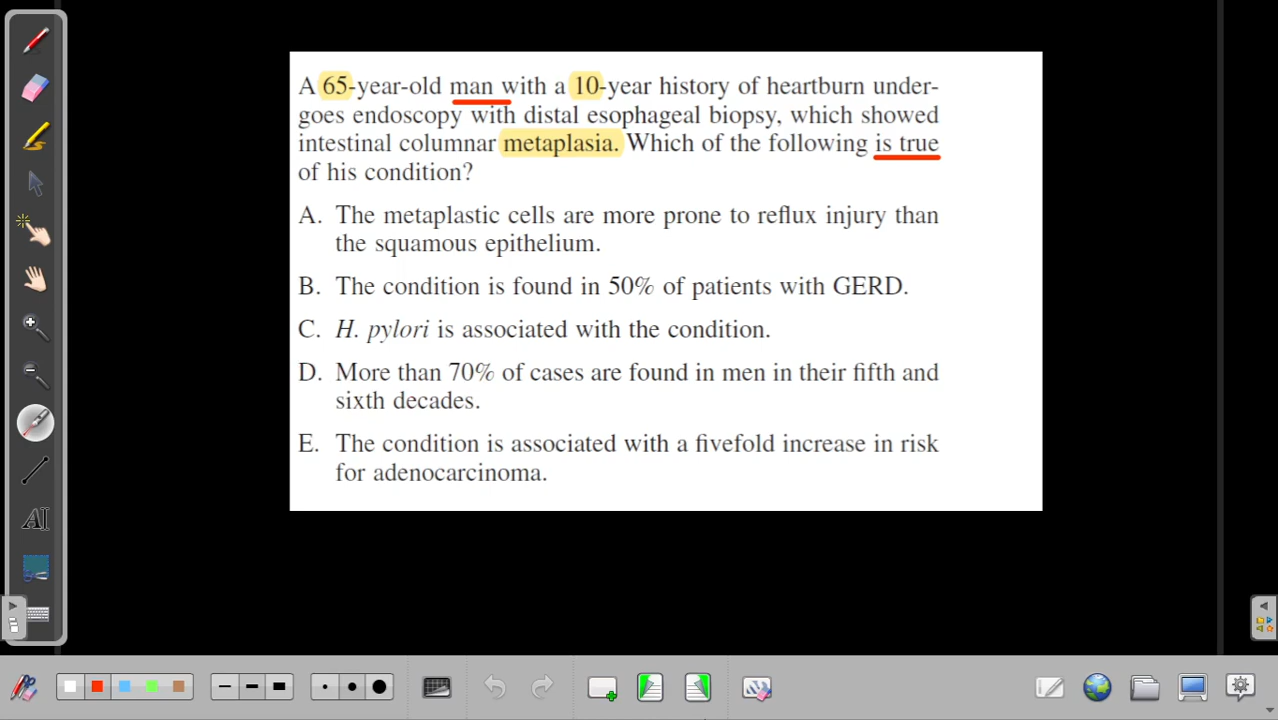 A 65-year-old man with a 10-year history of heartburn under-
goes endoscopy with distal esophageal biopsy, which showed
intestinal columnar metaplasia. Which of the following is true
of his condition?
A. The metaplastic cells are more prone to reflux injury than
the squamous epithelium.
B. The condition is found in 50% of patients with GERD.
C. H. pylori is associated with the condition.
D. More than 70% of cases are found in men in their fifth and
sixth decades.
E. The condition is associated with a fivefold increase in risk
for adenocarcinoma.